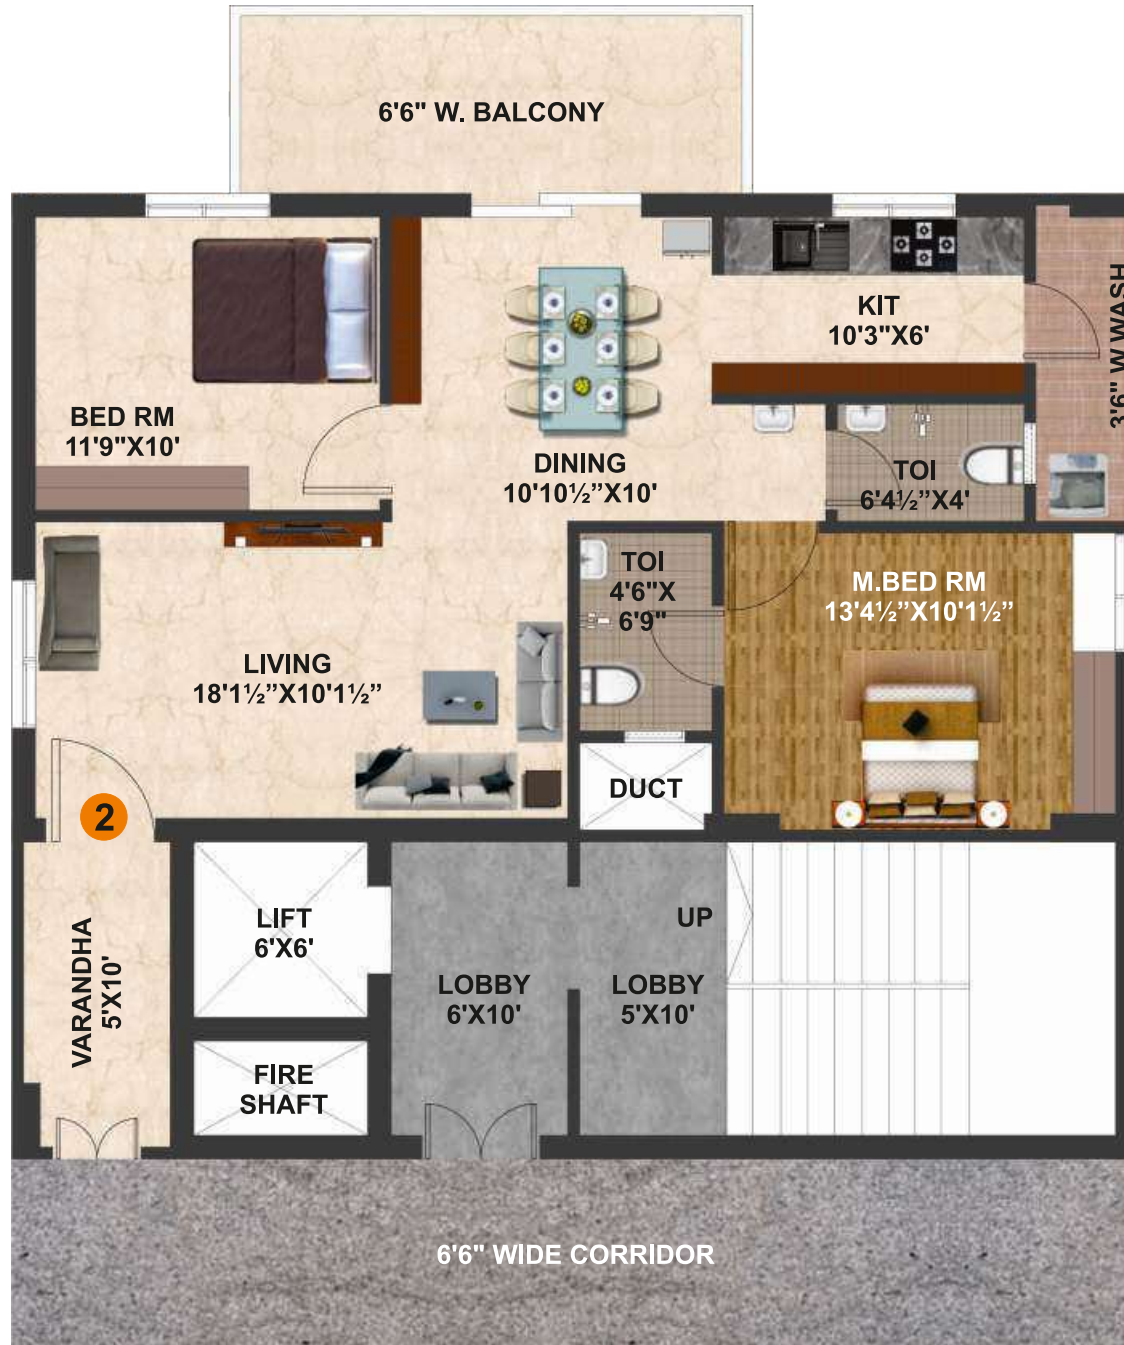 6'6" W. BALCONY
KIT
10'3"X6'
3'6" W WASH
BED RM
11'9"X10'
DINING
10'10½”X10'
TOI
6'4½”X4'
TOI
4'6"X
6'9"
M.BED RM
13'4½”X10'1½”
LIVING
18'1½”X10'1½”
DUCT
2
LIFT
6'X6'
UP
VARANDHA
5'X10'
LOBBY
6'X10'
LOBBY
5'X10'
FIRE
SHAFT
6'6" WIDE CORRIDOR